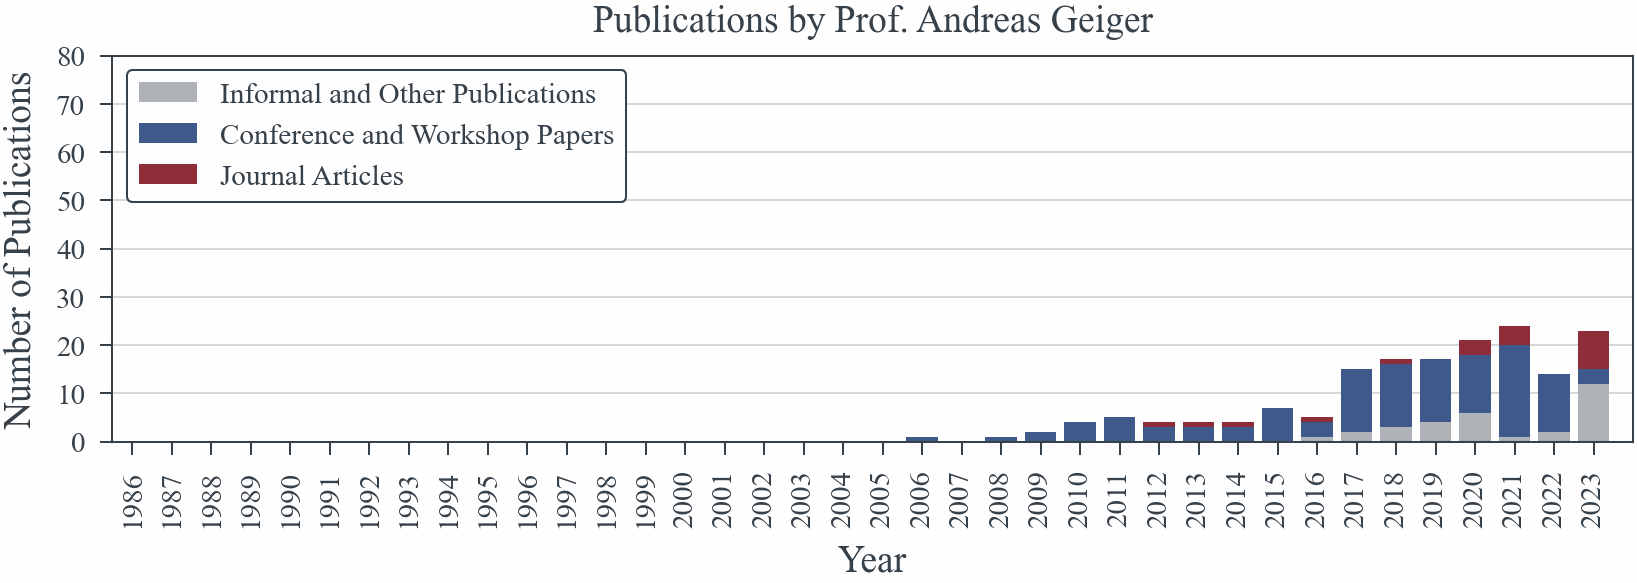 Publications by Prof. Andreas Geiger
Number of Publications
80
70
60
50
40
30
20
10
0
Informal and Other Publications
Conference and Workshop Papers
Journal Articles
1986 1987 1988 1989 1990 1991 1992 1993 1994 1995 1996 1997 1998 1999 2000 2001 2002 2003 2004 2005 2006 2007 2008 2009 2010 2011 2012 2013 2014 2015 2016 2017 2018 2019 2020 2021 2022 2023
Year